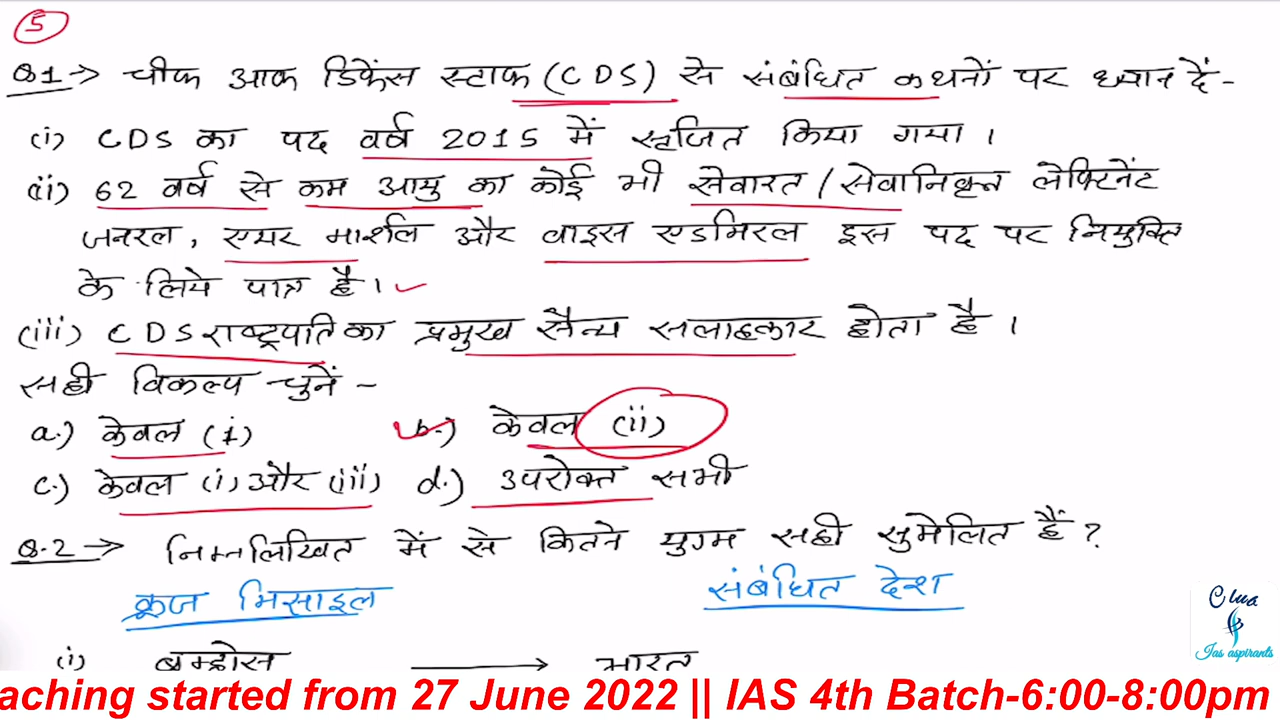 5
Q.1→ चीफ आफ डिफेंस स्टाफ (CDS) से संबंधित कथनों पर ध्यान दें-
(i) CDS का पद वर्ष 2015 में सृजित किया गया।
(ii) 62 वर्ष से कम आयु का कोई भी सेवारत/सेवानिवृत्त लेफ्टिनेंट
जनरल, एयर मार्शल और वाइस एडमिरल इस पद पर नियुक्ति
के लिये पात्र है।
(iii) CDS राष्ट्रपति का प्रमुख सैन्य सलाहकार होता है।
सही विकल्प चुनें -
a.) केवल (i) b.) केवल (ii)
c.) केवल (i) और (iii) d.) उपरोक्त सभी
Q.2→ निम्नलिखित में से कितने युग्म सही सुमेलित हैं?
क्रूज मिसाइल संबंधित देश
(i) ब्रम्होस → भारत
Ias aspirants
aching started from 27 June 2022 || IAS 4th Batch-6:00-8:00pm